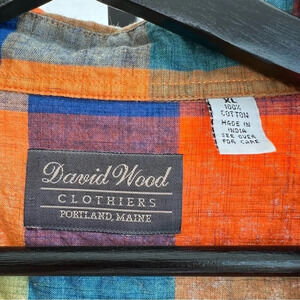 David Wood
CLOTHIERS
PORTLAND, MAINE
XL
100%
COTTON
MADE IN
INDIA
SEE OVER
FOR CARE